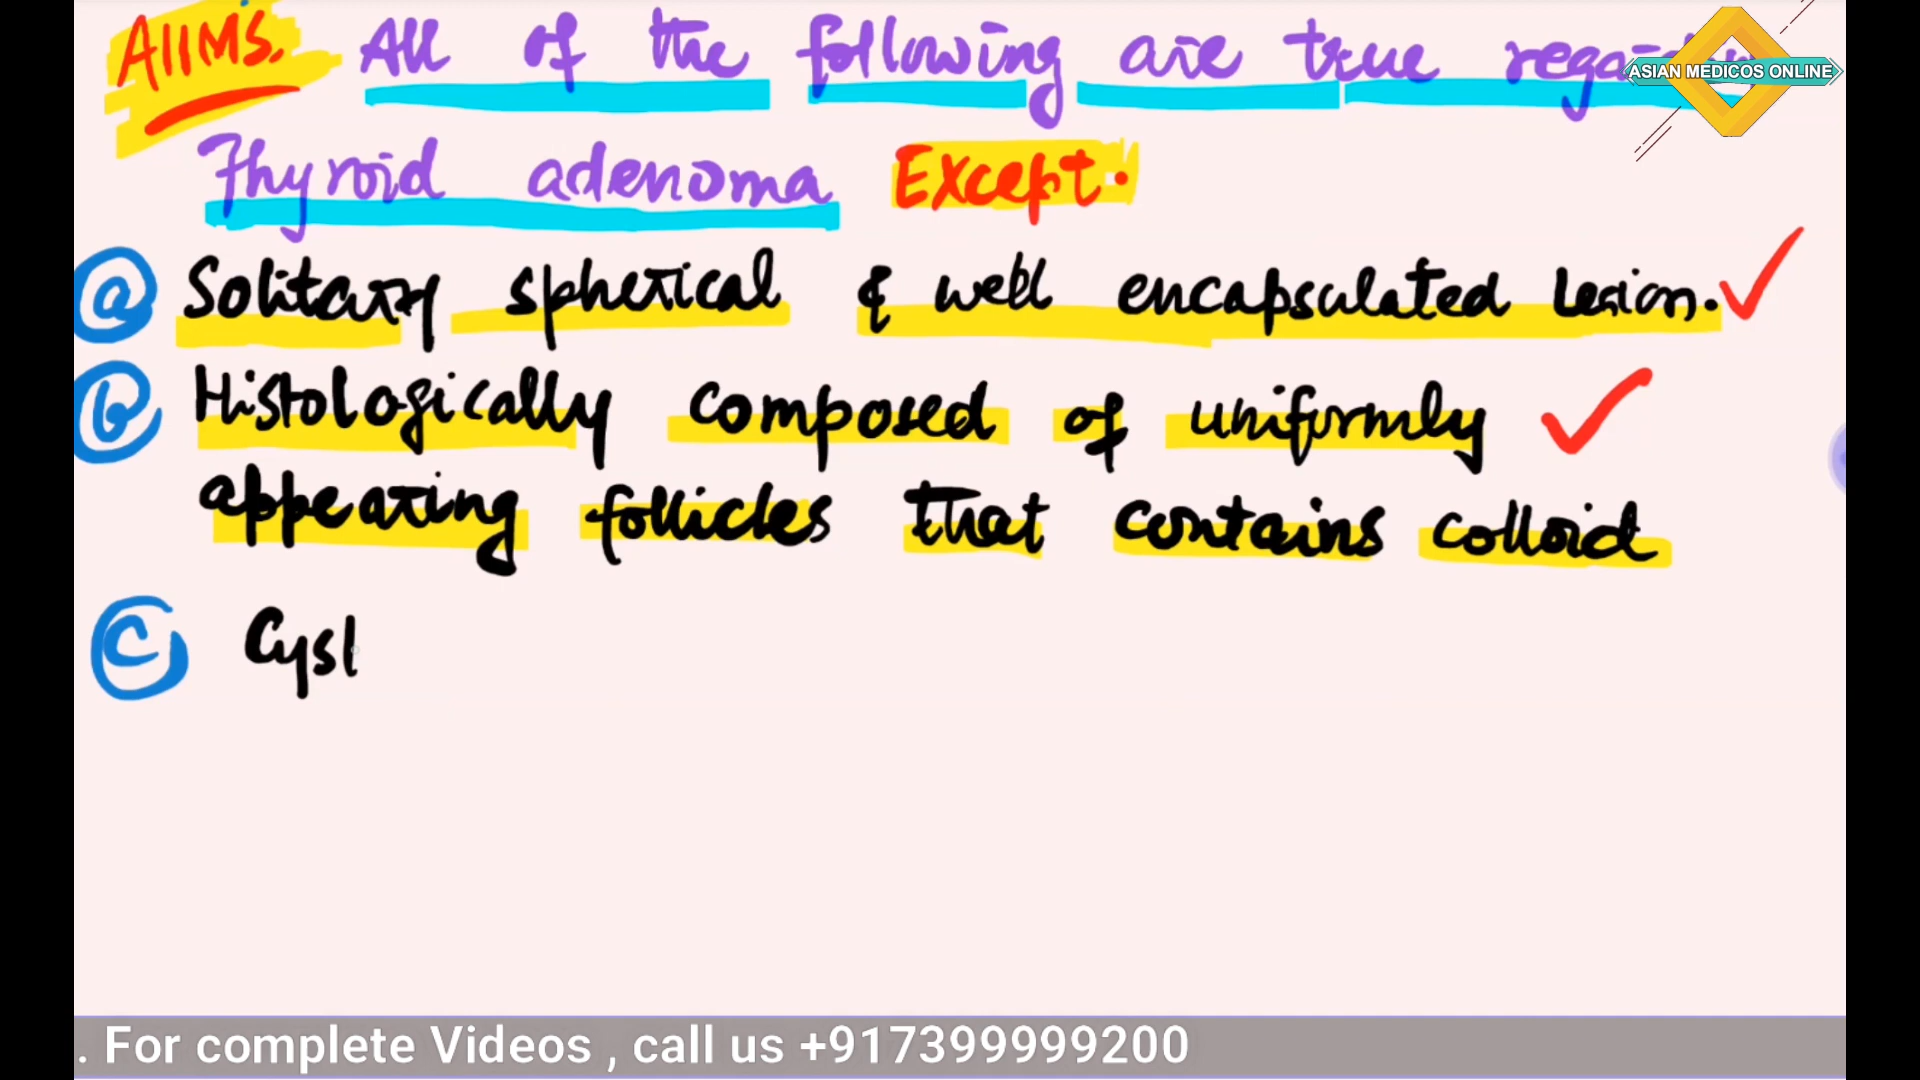 AIIMS. All of the following are true
ASIAN MEDICOS ONLINE
Thyroid adenoma Except.
a Solitary spherical & well encapsulated lesion.
b Histologically composed of uniformly
appearing follicles that contains colloid
C Cyst
. For complete Videos , call us +917399999200